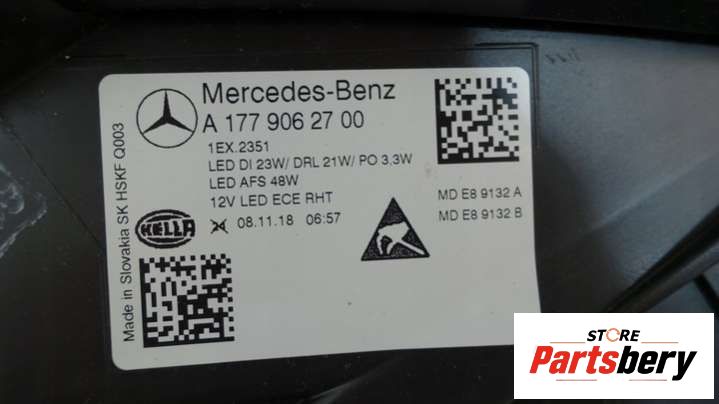 Mercedes-Benz
A 177 906 27 00
1EX.2351
LED DI 23W/ DRL 21W/ PO 3,3W
LED AFS 48W
12V LED ECE RHT
08.11.18 06:57
MD E8 9132 A
MD E8 9132 B
HELLA
Made in Slovakia SK HSKF Q003
STORE
Partsbery